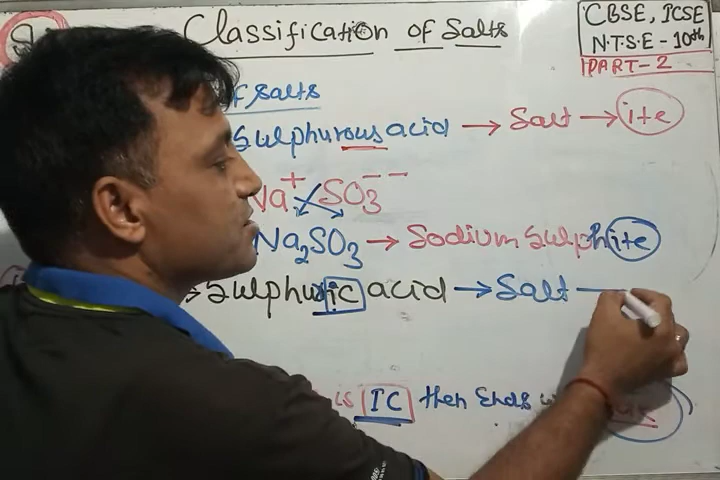 Classification of Salts
CBSE, ICSE
N.T.S.E - 10th
PART - 2
of Salts
Sulphurous acid → Salt → ite
Na+ SO3--
Na2SO3 → Sodium Sulphite
→ Sulphuric acid → Salt —
is IC then Ends